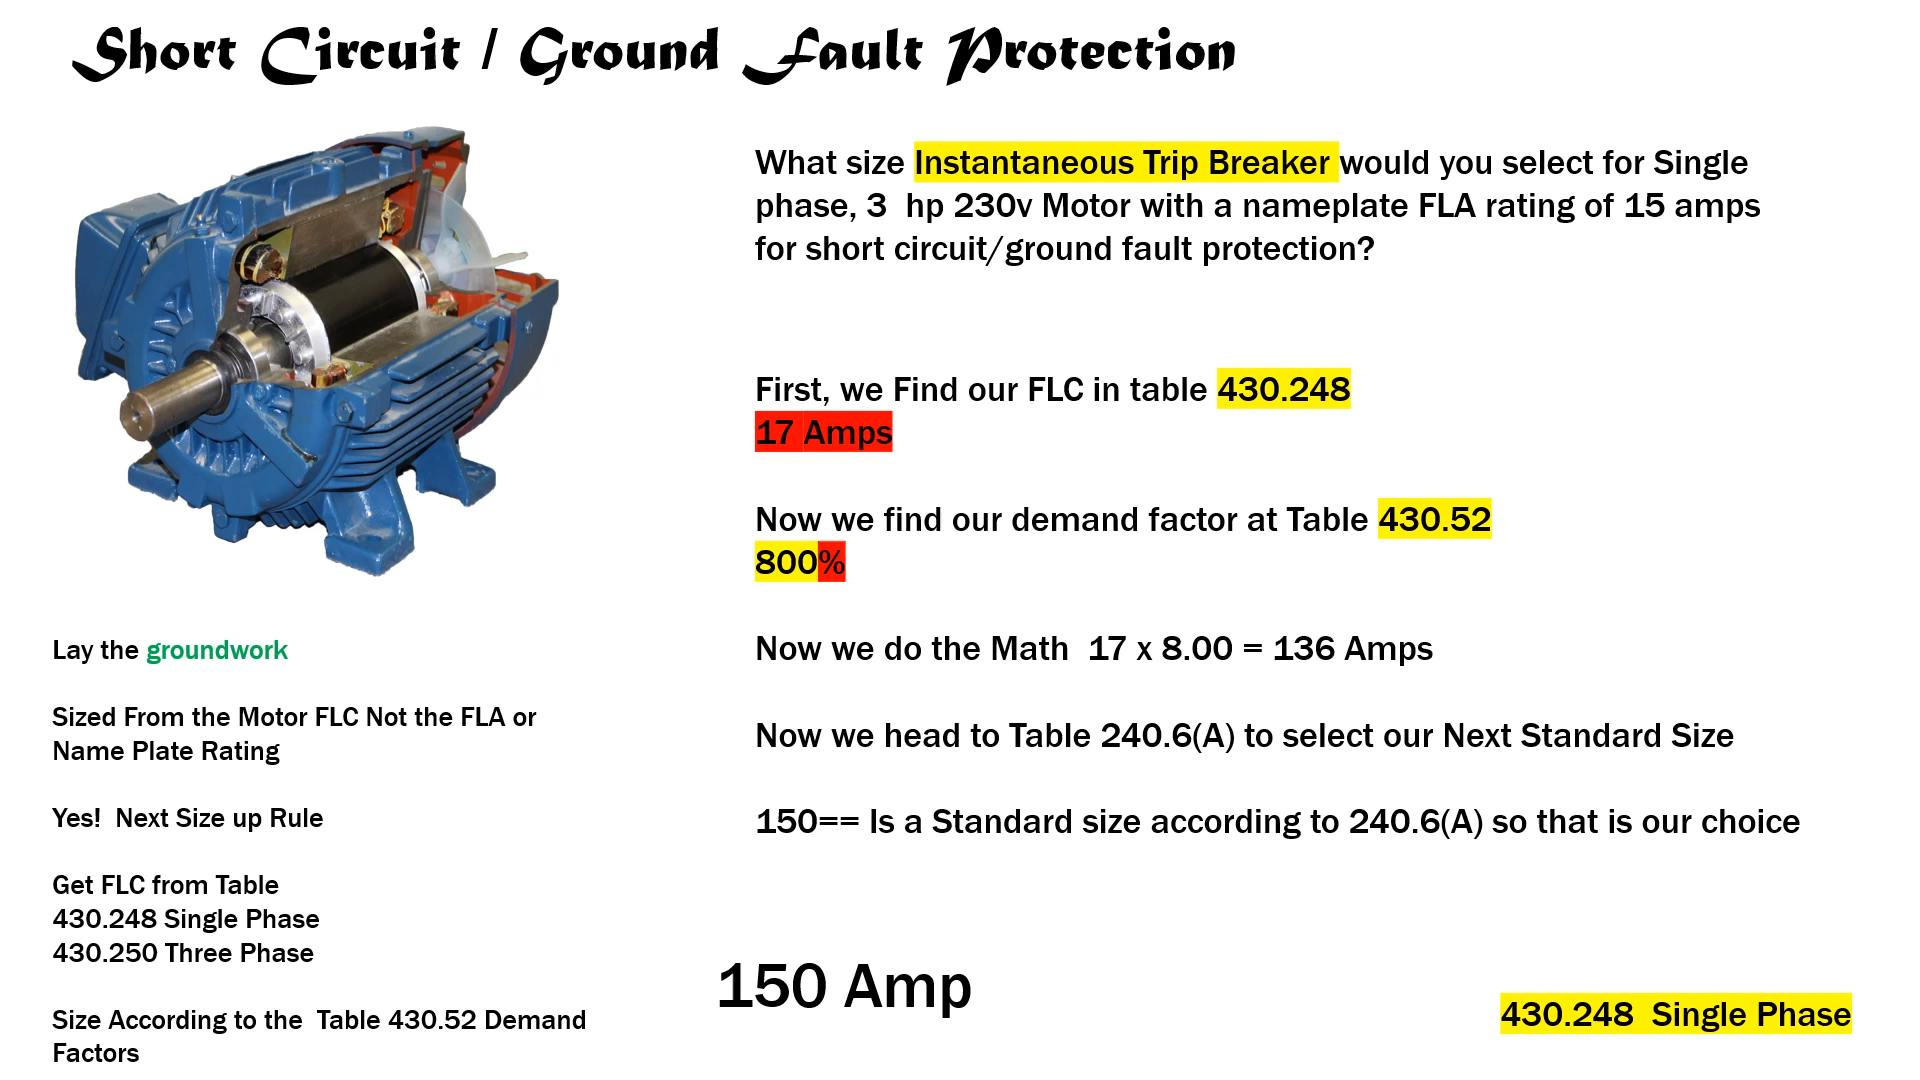 Short Circuit / Ground Fault Protection
What size Instantaneous Trip Breaker would you select for Single
phase, 3  hp 230v Motor with a nameplate FLA rating of 15 amps
for short circuit/ground fault protection?
First, we Find our FLC in table 430.248
17 Amps
Now we find our demand factor at Table 430.52
800%
Now we do the Math  17 x 8.00 = 136 Amps
Now we head to Table 240.6(A) to select our Next Standard Size
150== Is a Standard size according to 240.6(A) so that is our choice
Lay the groundwork
Sized From the Motor FLC Not the FLA or
Name Plate Rating
Yes!  Next Size up Rule
Get FLC from Table
430.248 Single Phase
430.250 Three Phase
Size According to the  Table 430.52 Demand
Factors
150 Amp
430.248  Single Phase